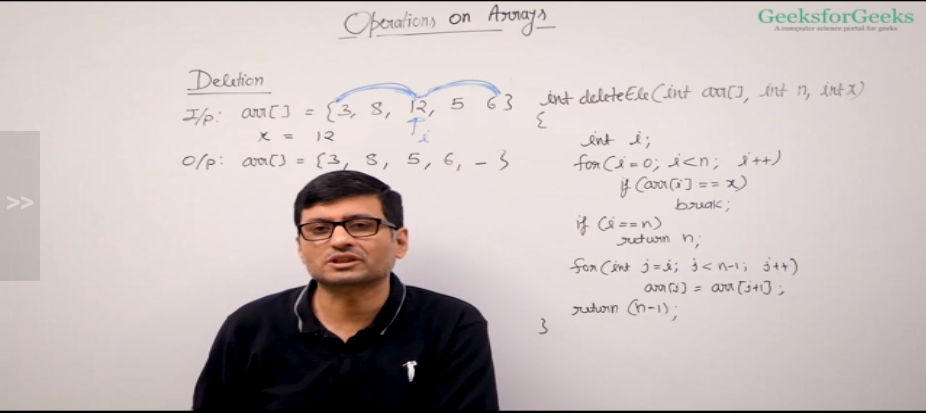 Operations on Arrays
GeeksforGeeks
A computer science portal for geeks
Deletion
I/p: arr[] = {3, 8, 12, 5 6}
i
x = 12
O/p: arr[] = {3, 8, 5, 6, _ }
int deleteEle(int arr[], int n, int x)
{
int i;
for(i=0; i<n; i++)
if (arr[i] == x)
break;
if (i==n)
return n;
for(int j=i; j<n-1; j++)
arr[j] = arr[j+1];
return (n-1);
}
>>